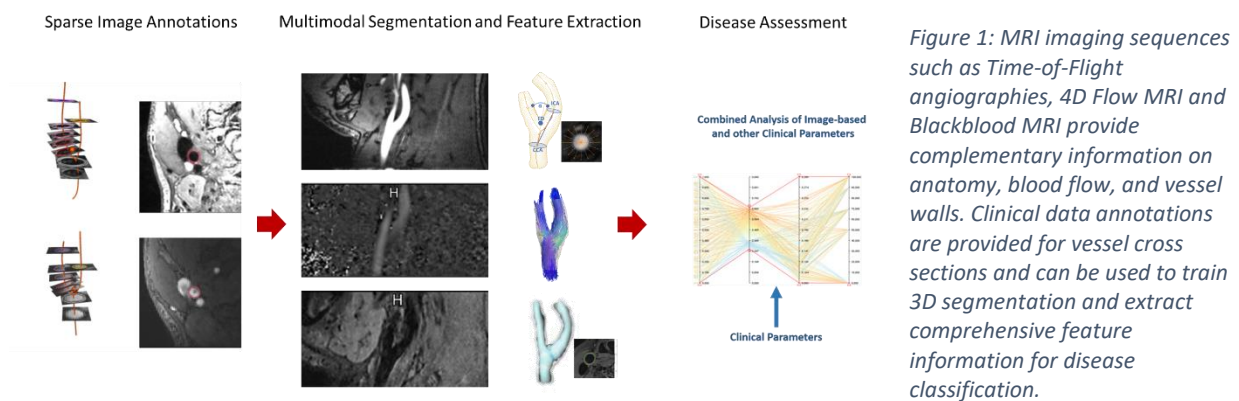 Sparse Image Annotations
Multimodal Segmentation and Feature Extraction
Disease Assessment
H
H
ICA
CCA
Combined Analysis of Image-based
and other Clinical Parameters
Clinical Parameters
Figure 1: MRI imaging sequences
such as Time-of-Flight
angiographies, 4D Flow MRI and
Blackblood MRI provide
complementary information on
anatomy, blood flow, and vessel
walls. Clinical data annotations
are provided for vessel cross
sections and can be used to train
3D segmentation and extract
comprehensive feature
information for disease
classification.